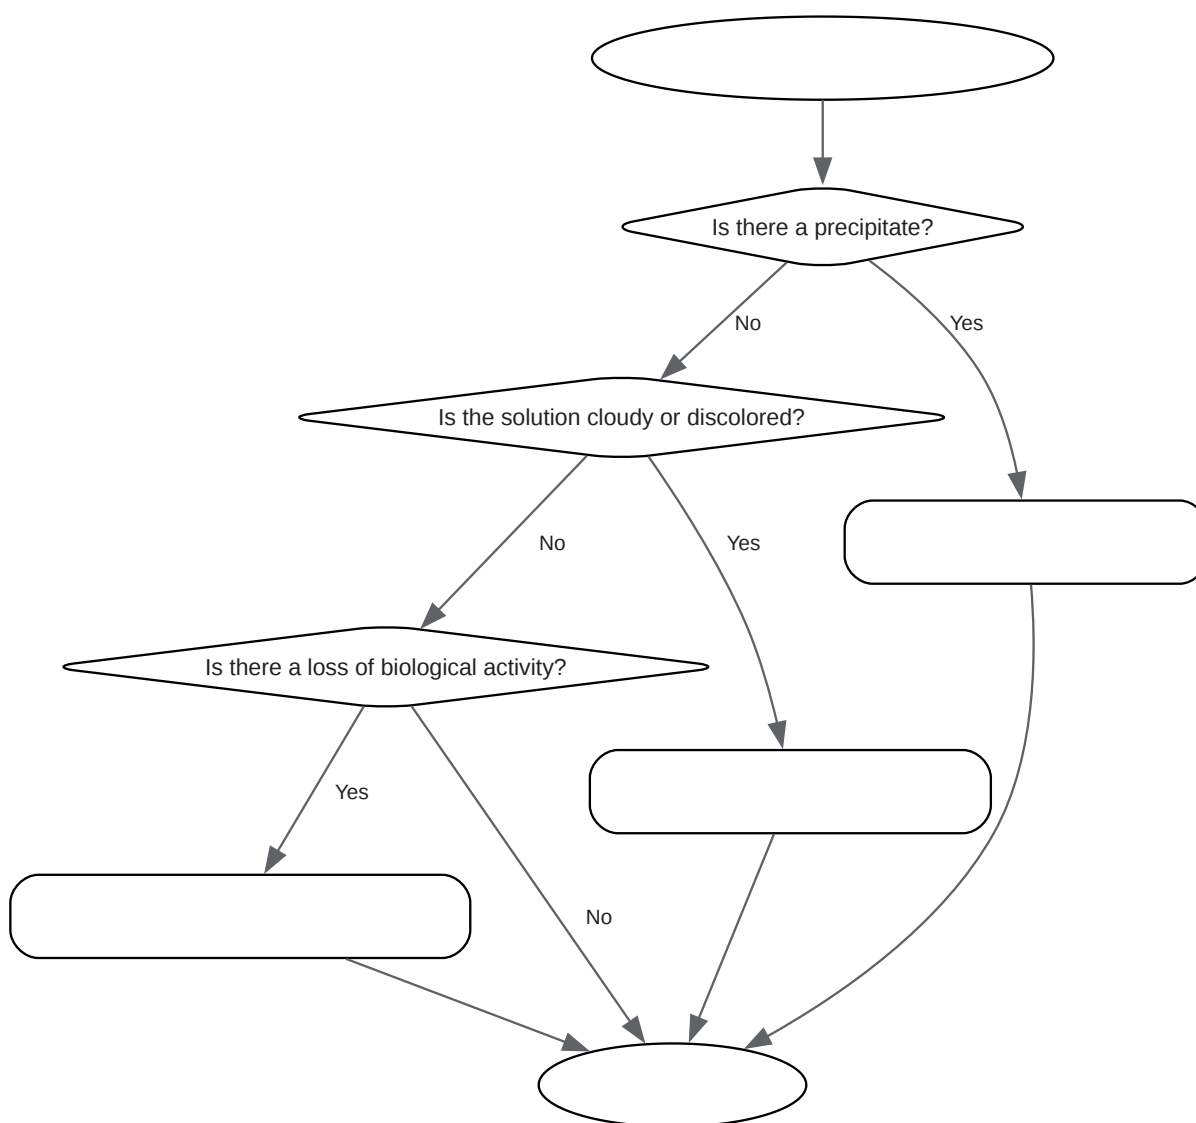 Is there a precipitate?
No
Yes
Is the solution cloudy or discolored?
No
Yes
Is there a loss of biological activity?
Yes
No